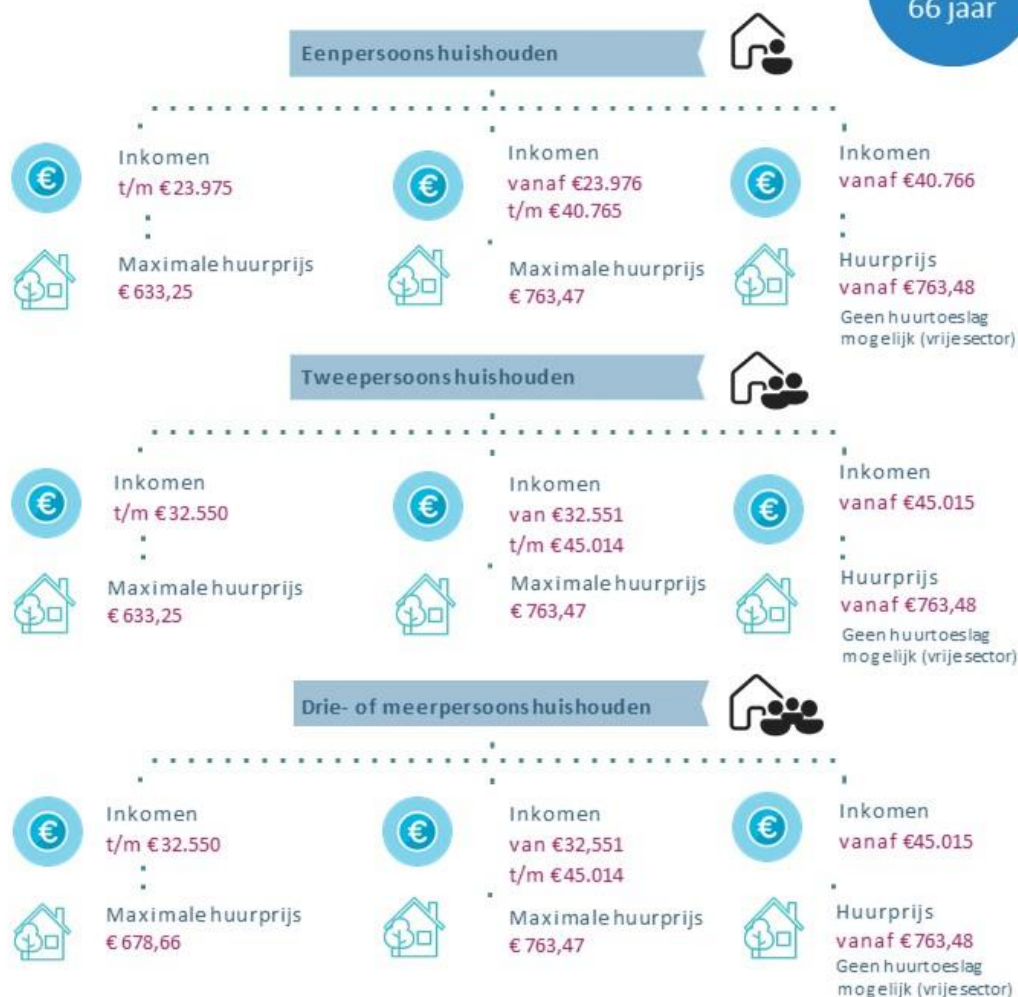 66 jaar
Eenpersoonshuishouden
Inkomen
t/m €23.975
Maximale huurprijs
€ 633,25
Inkomen
vanaf €23.976
t/m €40.765
Maximale huurprijs
€ 763,47
Inkomen
vanaf €40.766
Huurprijs
vanaf €763,48
Geen huurtoeslag
mogelijk (vrije sector)
Tweepersoonshuishouden
Inkomen
t/m €32.550
Maximale huurprijs
€ 633,25
Inkomen
van €32.551
t/m €45.014
Maximale huurprijs
€ 763,47
Inkomen
vanaf €45.015
Huurprijs
vanaf €763,48
Geen huurtoeslag
mogelijk (vrije sector)
Drie- of meerpersoonshuishouden
Inkomen
t/m €32.550
Maximale huurprijs
€ 678,66
Inkomen
van €32,551
t/m €45.014
Maximale huurprijs
€ 763,47
Inkomen
vanaf €45.015
Huurprijs
vanaf €763,48
Geen huurtoeslag
mogelijk (vrije sector)